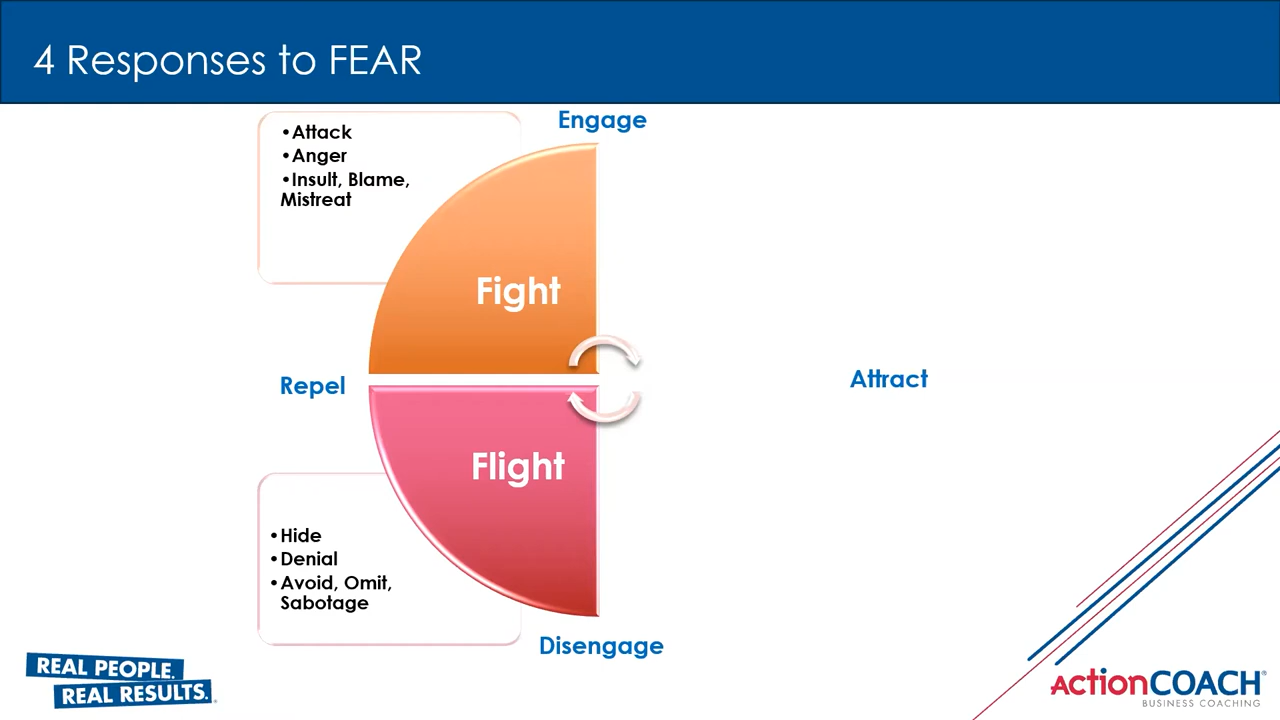 4 Responses to FEAR
Engage
•Attack
•Anger
•Insult, Blame,
Mistreat
Fight
Repel
Attract
Flight
•Hide
•Denial
•Avoid, Omit,
Sabotage
Disengage
REAL PEOPLE.
REAL RESULTS.
ActionCOACH®
BUSINESS COACHING